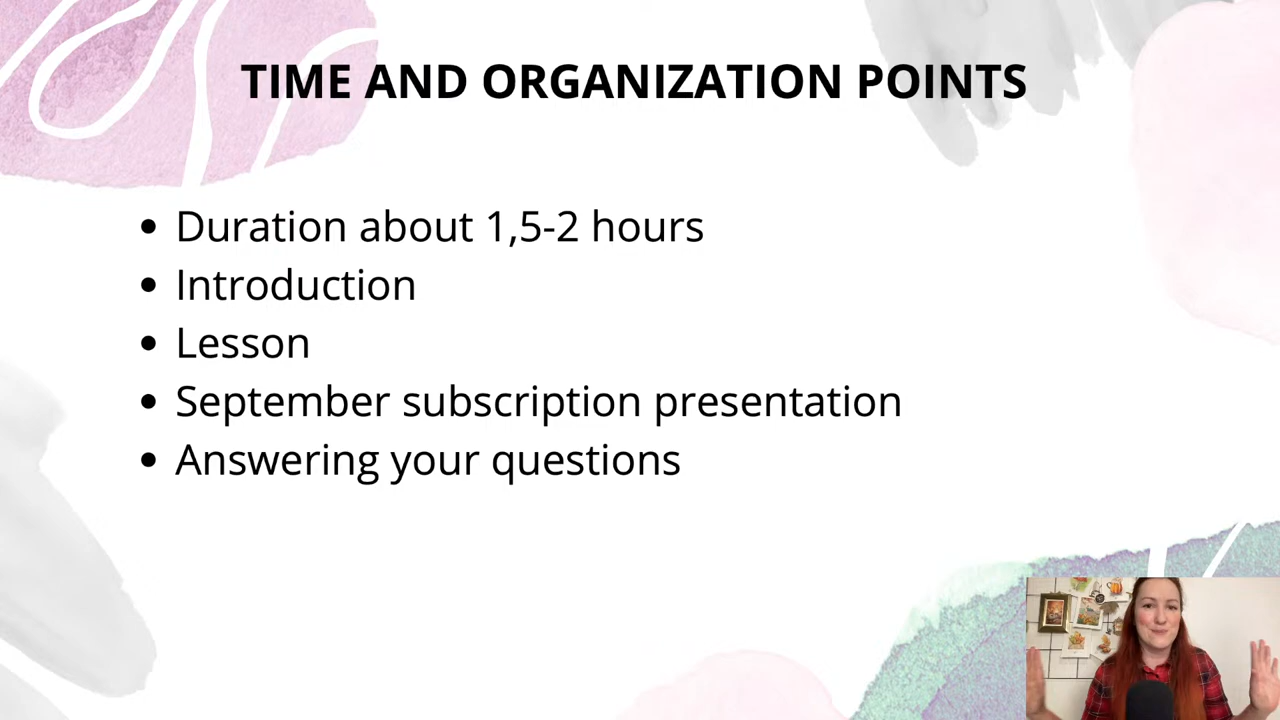 TIME AND ORGANIZATION POINTS
Duration about 1,5-2 hours
Introduction
Lesson
September subscription presentation
Answering your questions